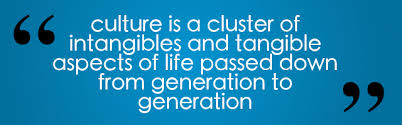 “ culture is a cluster of
intangibles and tangible
aspects of life passed down
from generation to
generation ”